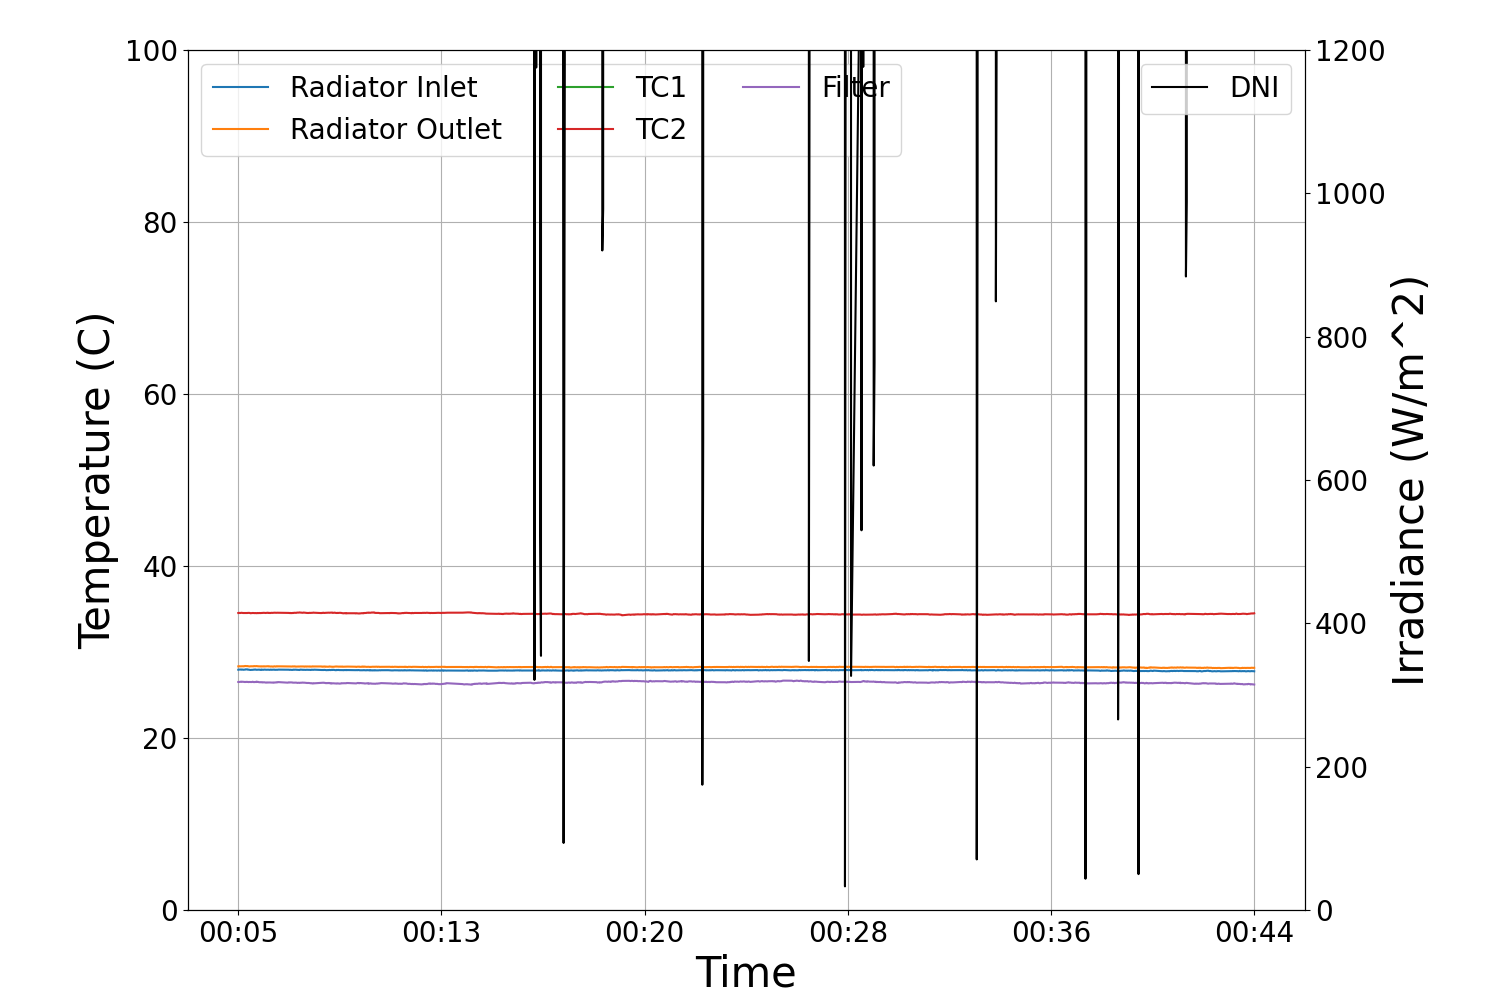 100
80
60
40
20
0
Temperature (C)
Radiator Inlet
Radiator Outlet
TC1
TC2
Filter
DNI
1200
1000
800
600
400
200
0
Irradiance (W/m^2)
00:05 00:13 00:20 00:28 00:36 00:44
Time